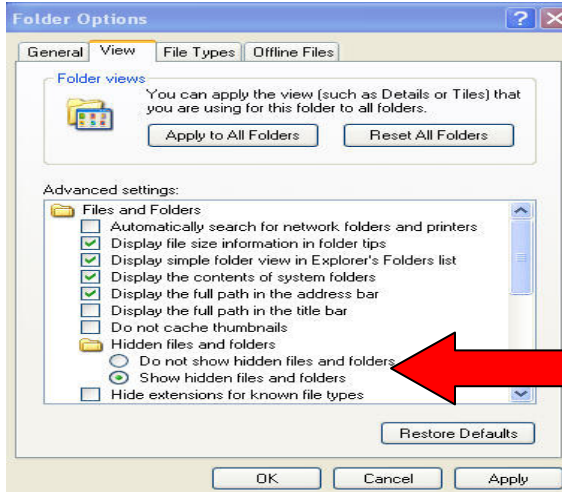 Folder Options
General View File Types Offline Files
Folder views
You can apply the view (such as Details or Tiles) that
you are using for this folder to all folders.
Apply to All Folders Reset All Folders
Advanced settings:
Files and Folders
Automatically search for network folders and printers
Display file size information in folder tips
Display simple folder view in Explorer's Folders list
Display the contents of system folders
Display the full path in the address bar
Display the full path in the title bar
Do not cache thumbnails
Hidden files and folders
Do not show hidden files and folders
Show hidden files and folders
Hide extensions for known file types
Restore Defaults
OK Cancel Apply